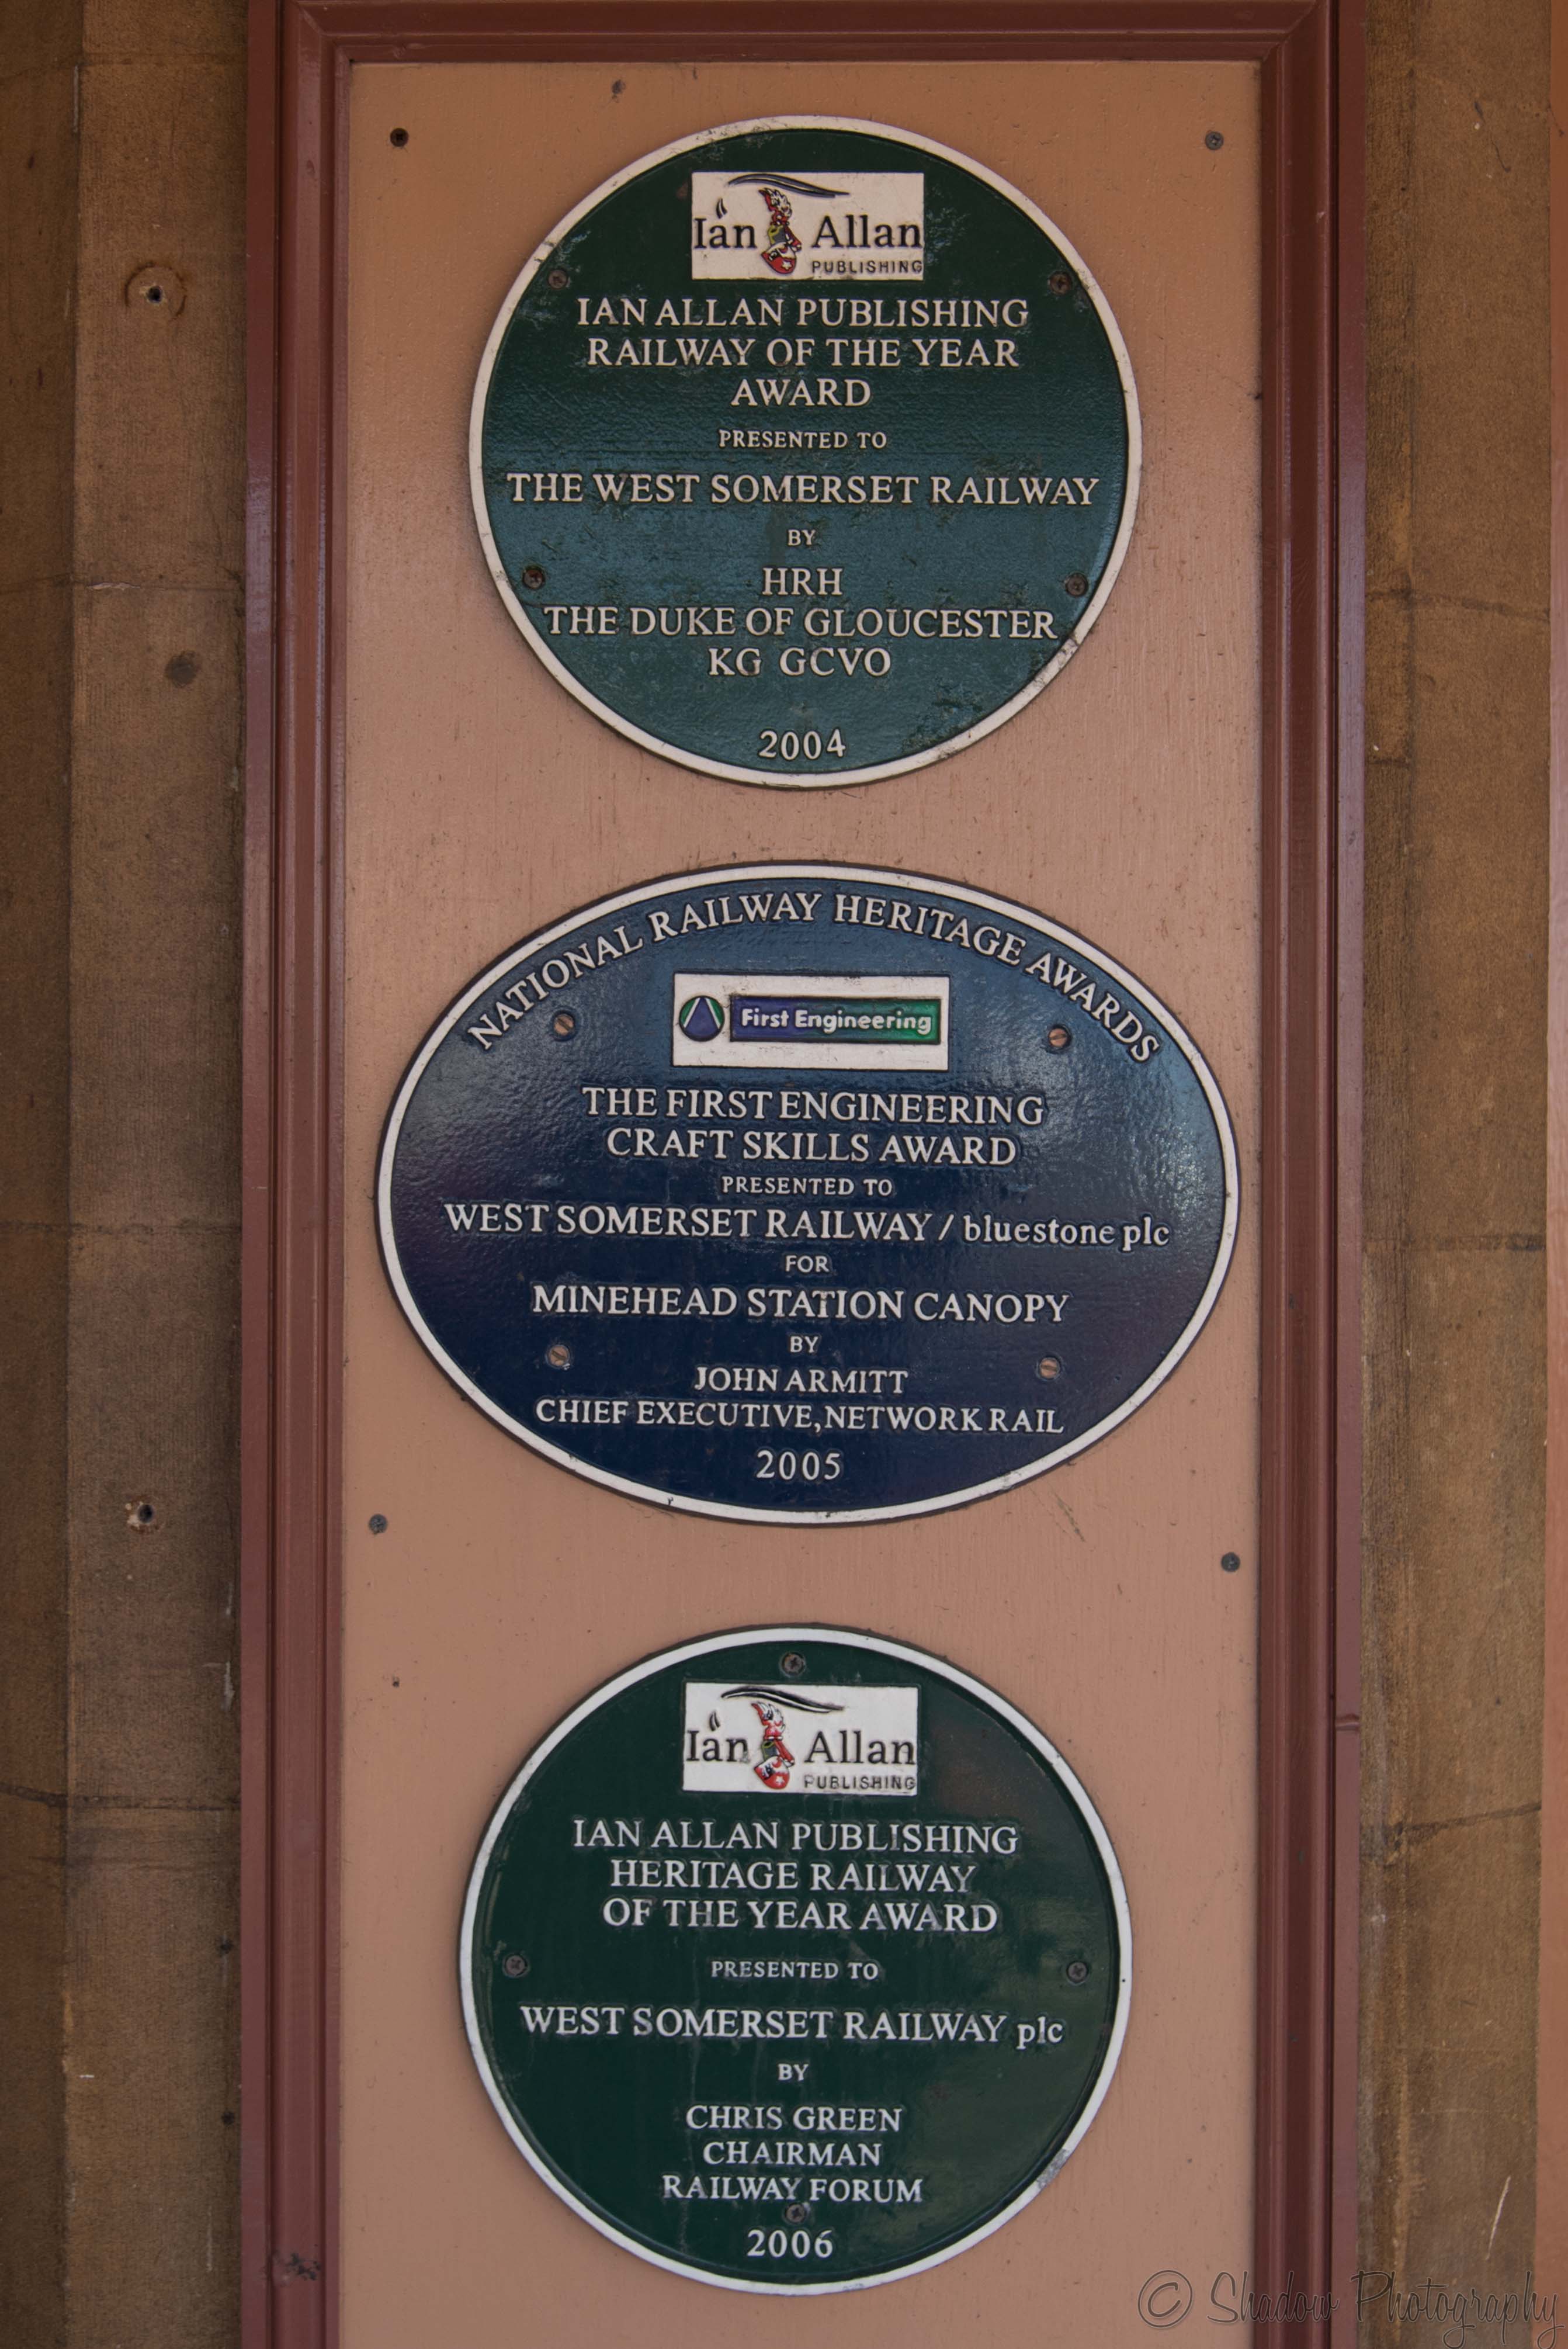 Ian Allan
PUBLISHING
IAN ALLAN PUBLISHING
RAILWAY OF THE YEAR
AWARD
PRESENTED TO
THE WEST SOMERSET RAILWAY
BY
HRH
THE DUKE OF GLOUCESTER
KG GCVO
2004
NATIONAL RAILWAY HERITAGE AWARDS
First Engineering
THE FIRST ENGINEERING
CRAFT SKILLS AWARD
PRESENTED TO
WEST SOMERSET RAILWAY / bluestone plc
FOR
MINEHEAD STATION CANOPY
BY
JOHN ARMITT
CHIEF EXECUTIVE, NETWORK RAIL
2005
Ian Allan
PUBLISHING
IAN ALLAN PUBLISHING
HERITAGE RAILWAY
OF THE YEAR AWARD
PRESENTED TO
WEST SOMERSET RAILWAY plc
BY
CHRIS GREEN
CHAIRMAN
RAILWAY FORUM
2006
© Shadow Photography